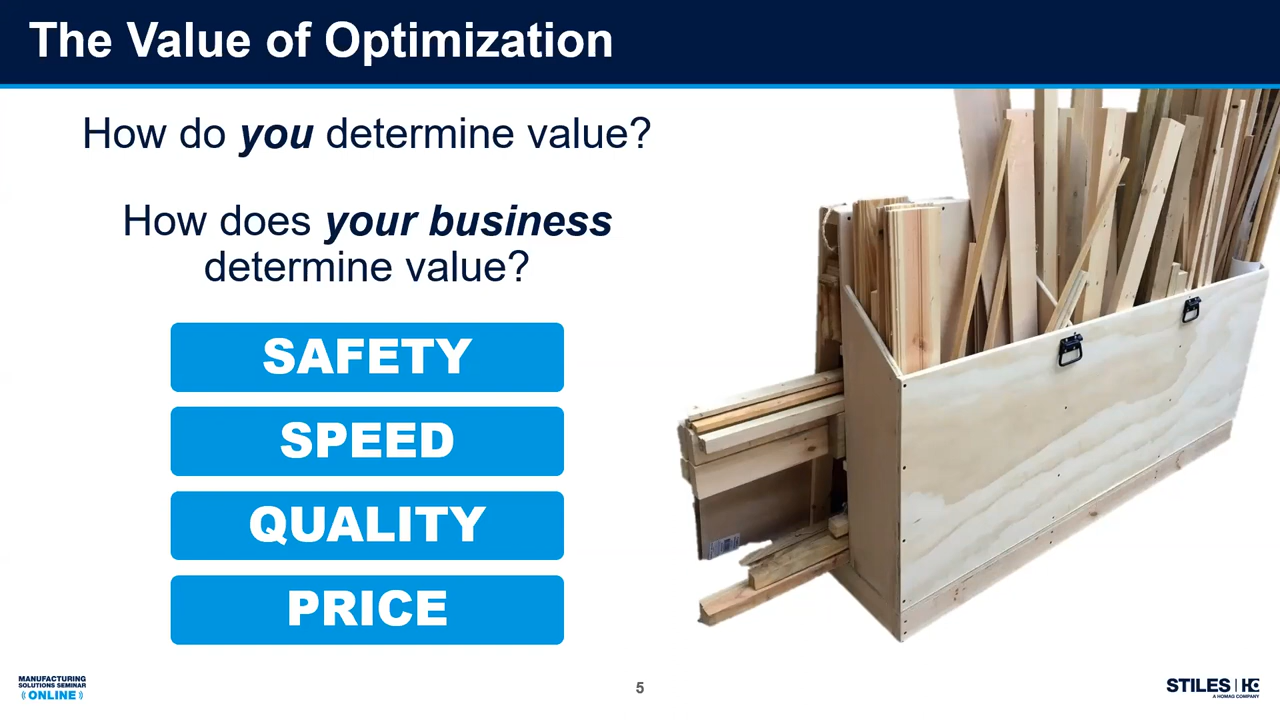 The Value of Optimization
How do you determine value?
How does your business
determine value?
SAFETY
SPEED
QUALITY
PRICE
MANUFACTURING
SOLUTIONS SEMINAR
ONLINE
5
STILES
A HOMAG COMPANY